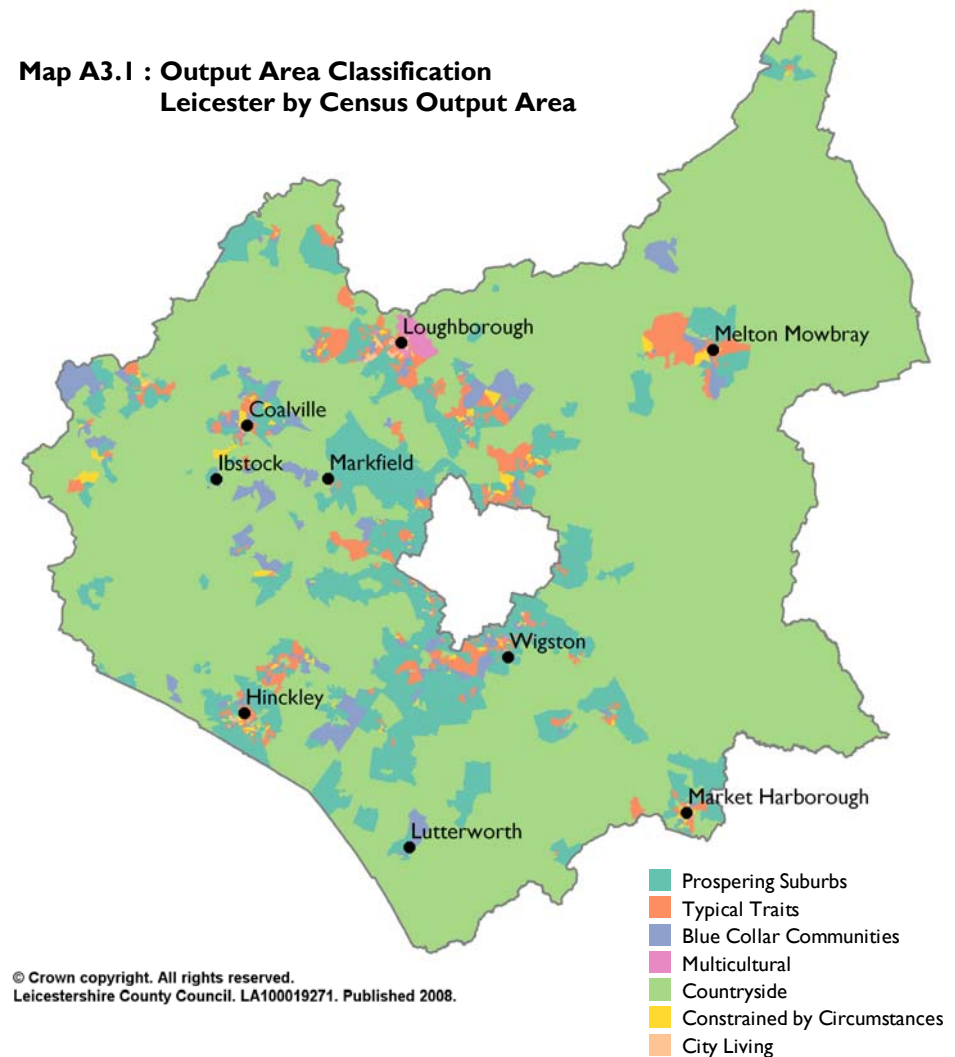 Map A3.1 : Output Area Classification
Leicester by Census Output Area
Loughborough
Melton Mowbray
Coalville
Ibstock
Markfield
Wigston
Hinckley
Market Harborough
Lutterworth
Prospering Suburbs
Typical Traits
Blue Collar Communities
Multicultural
Countryside
Constrained by Circumstances
City Living
© Crown copyright. All rights reserved.
Leicestershire County Council. LA100019271. Published 2008.